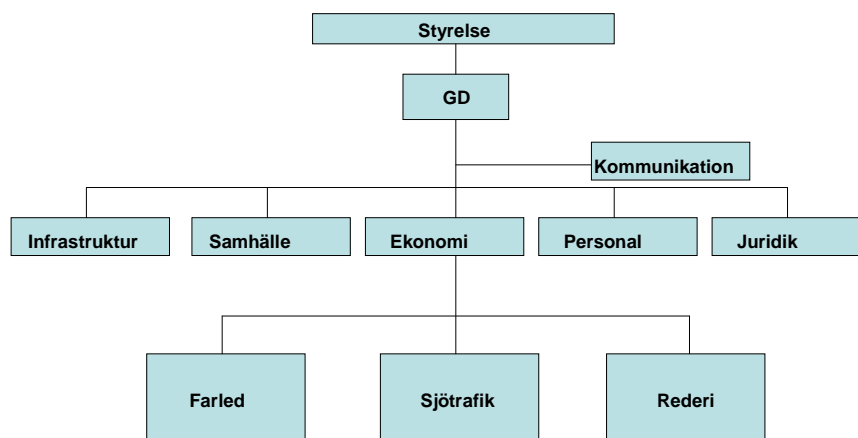 Styrelse
GD
Kommunikation
Infrastruktur
Samhälle
Ekonomi
Personal
Juridik
Farled
Sjötrafik
Rederi